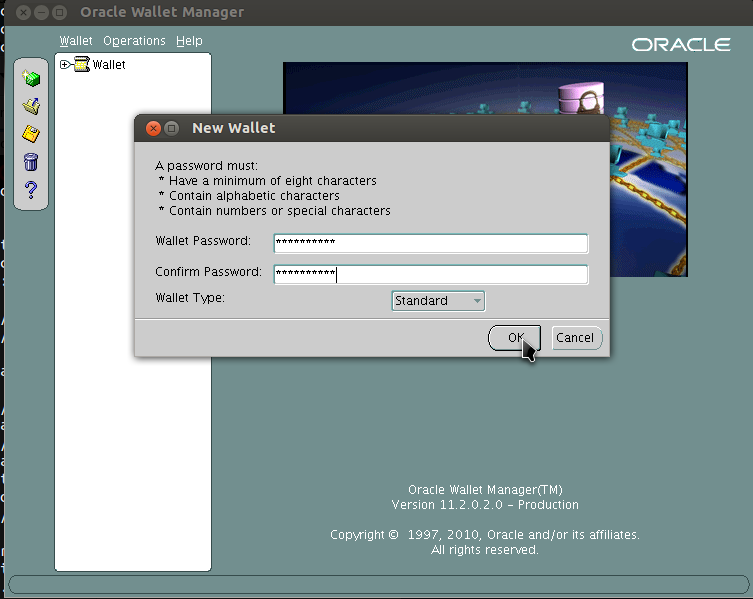 Oracle Wallet Manager
Wallet Operations Help
ORACLE
Wallet
New Wallet
A password must:
* Have a minimum of eight characters
* Contain alphabetic characters
* Contain numbers or special characters
Wallet Password: **********
Confirm Password: **********
Wallet Type: Standard
OK Cancel
Oracle Wallet Manager(TM)
Version 11.2.0.2.0 - Production
Copyright © 1997, 2010, Oracle and/or its affiliates.
All rights reserved.